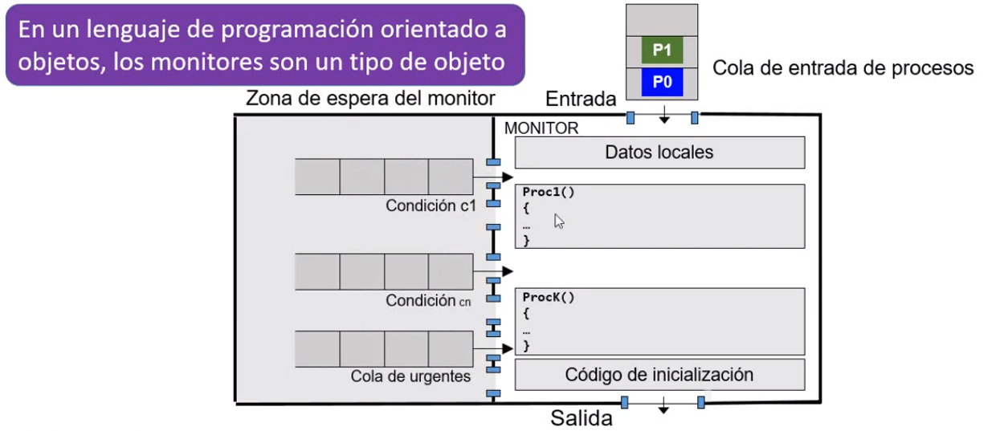 En un lenguaje de programación orientado a
objetos, los monitores son un tipo de objeto
P1
P0
Cola de entrada de procesos
Zona de espera del monitor
Entrada
MONITOR
Datos locales
Condición c1
Proc1()
{
…
}
Condición cn
ProcK()
{
…
}
Cola de urgentes
Código de inicialización
Salida